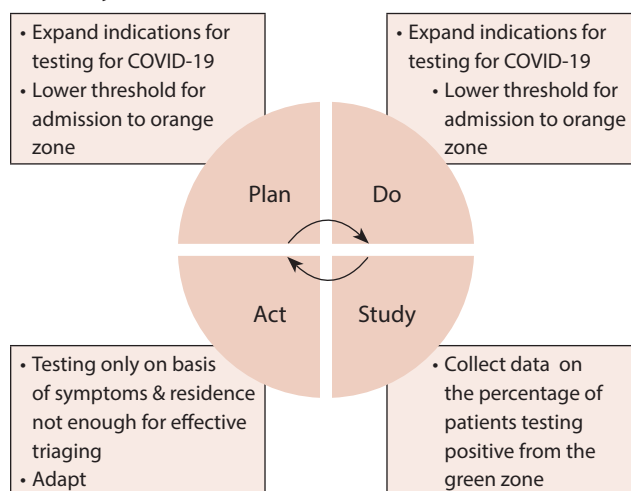 • Expand indications for
testing for COVID-19
• Lower threshold for
admission to orange
zone
• Expand indications for
testing for COVID-19
• Lower threshold for
admission to orange
zone
Plan
Do
Act
Study
• Testing only on basis
of symptoms & residence
not enough for effective
triaging
• Adapt
• Collect data on
the percentage of
patients testing
positive from the
green zone